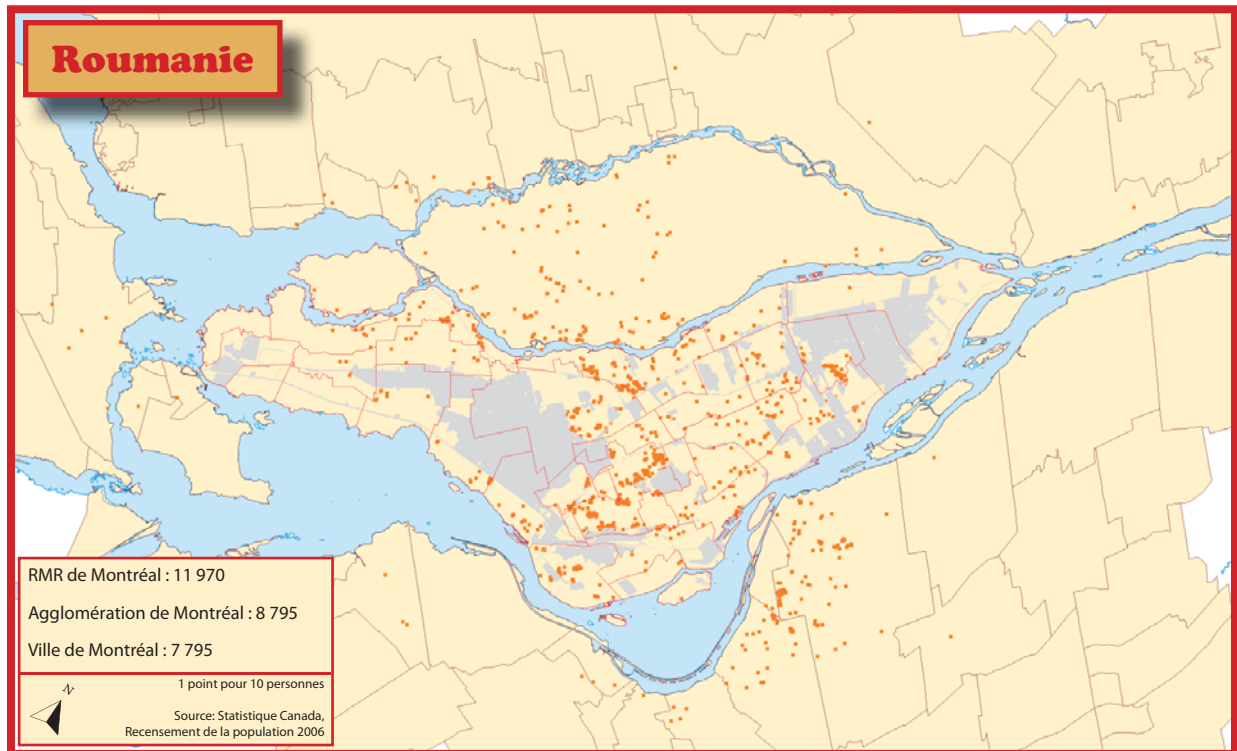 Roumanie
RMR de Montréal : 11 970
Agglomération de Montréal : 8 795
Ville de Montréal : 7 795
N
1 point pour 10 personnes
Source: Statistique Canada,
Recensement de la population 2006